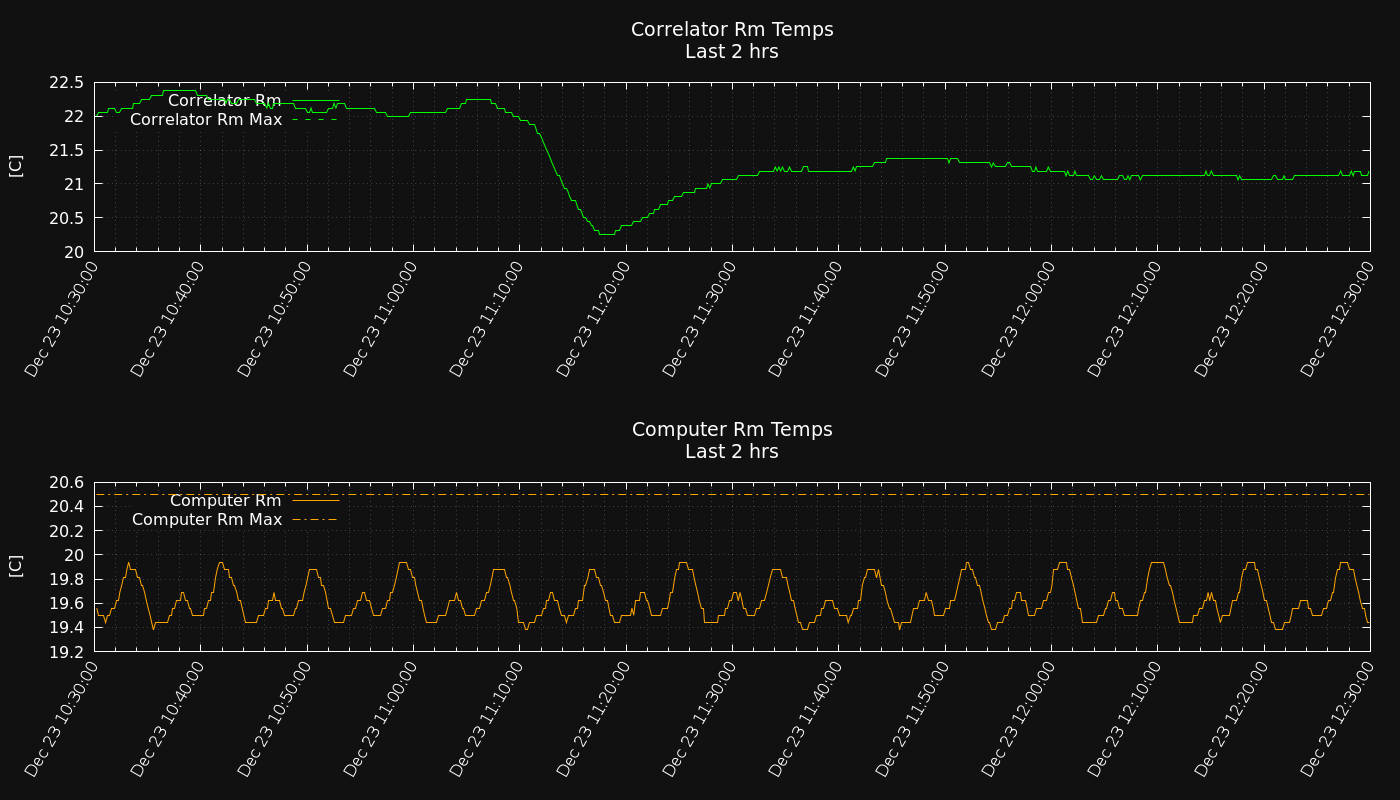 Correlator Rm Temps
Last 2 hrs
22.5
22
21.5
21
20.5
20
[C]
Correlator Rm
Correlator Rm Max
Dec 23 10:30:00
Dec 23 10:40:00
Dec 23 10:50:00
Dec 23 11:00:00
Dec 23 11:10:00
Dec 23 11:20:00
Dec 23 11:30:00
Dec 23 11:40:00
Dec 23 11:50:00
Dec 23 12:00:00
Dec 23 12:10:00
Dec 23 12:20:00
Dec 23 12:30:00
Computer Rm Temps
Last 2 hrs
20.6
20.4
20.2
20
19.8
19.6
19.4
19.2
[C]
Computer Rm
Computer Rm Max
Dec 23 10:30:00
Dec 23 10:40:00
Dec 23 10:50:00
Dec 23 11:00:00
Dec 23 11:10:00
Dec 23 11:20:00
Dec 23 11:30:00
Dec 23 11:40:00
Dec 23 11:50:00
Dec 23 12:00:00
Dec 23 12:10:00
Dec 23 12:20:00
Dec 23 12:30:00